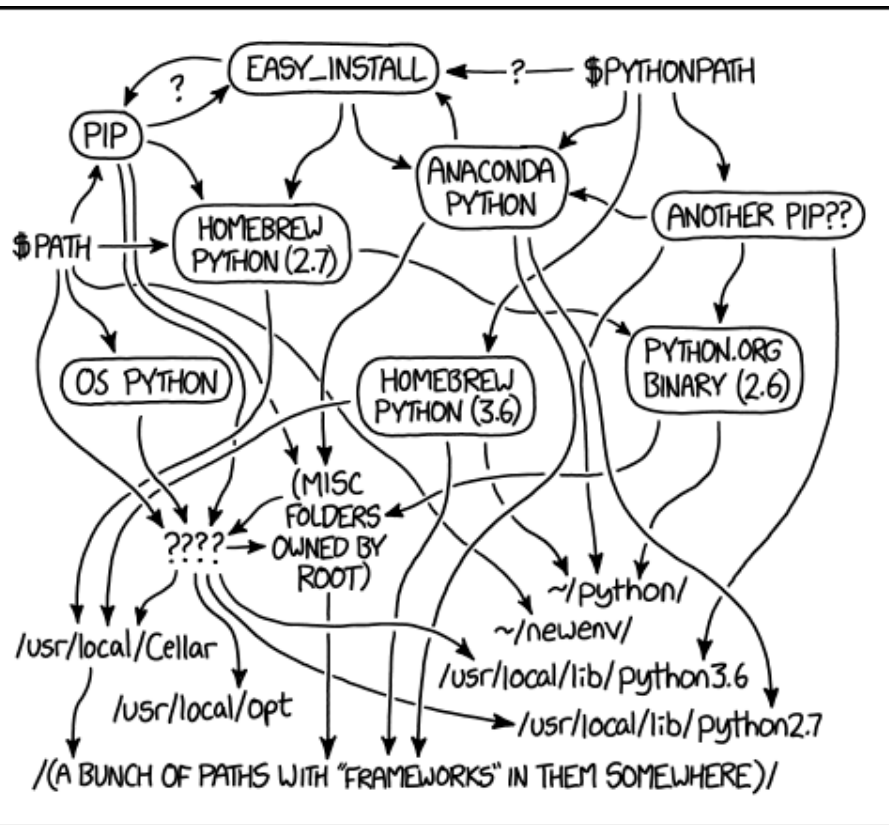 EASY_INSTALL
?
$PYTHONPATH
?
PIP
ANACONDA
PYTHON
ANOTHER PIP??
HOMEBREW
PYTHON (2.7)
$PATH
OS PYTHON
HOMEBREW
PYTHON (3.6)
PYTHON.ORG
BINARY (2.6)
(MISC
FOLDERS
OWNED BY
ROOT)
????
~/python/
~/newenv/
/usr/local/Cellar
/usr/local/lib/python3.6
/usr/local/opt
/usr/local/lib/python2.7
/(A BUNCH OF PATHS WITH "FRAMEWORKS" IN THEM SOMEWHERE)/